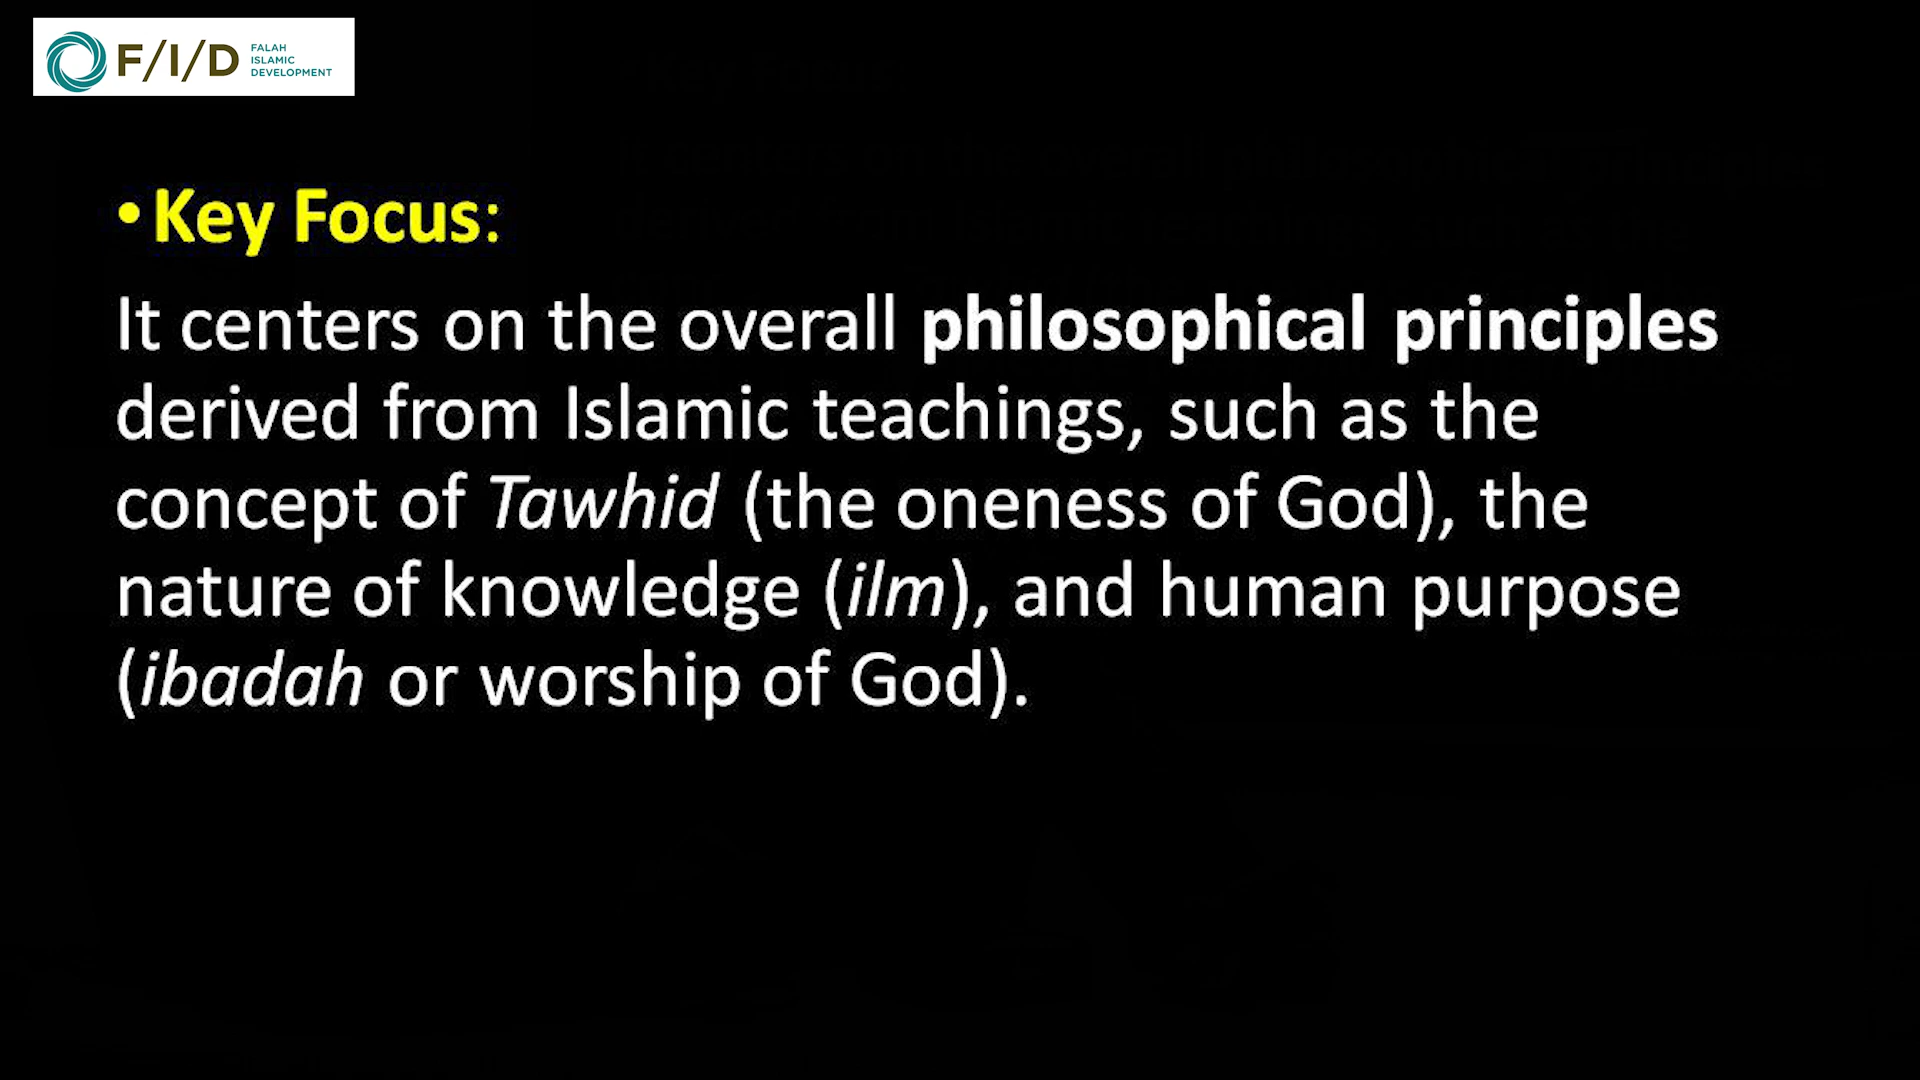 F/I/D
FALAH
ISLAMIC
DEVELOPMENT
•Key Focus:
It centers on the overall philosophical principles
derived from Islamic teachings, such as the
concept of Tawhid (the oneness of God), the
nature of knowledge (ilm), and human purpose
(ibadah or worship of God).